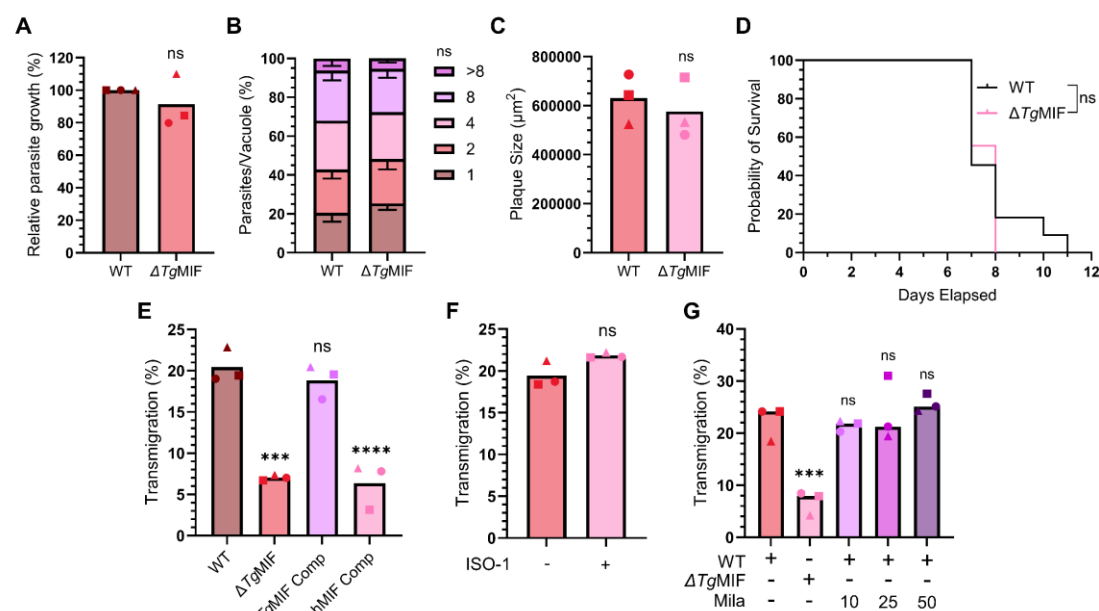 A
Relative parasite growth (%)
120
100
80
60
40
20
0
ns
WT
ΔTgMIF
B
Parasites/Vacuole (%)
100
80
60
40
20
0
WT
ΔTgMIF
ns
>8
8
4
2
1
C
Plaque Size (µm²)
800000
600000
400000
200000
0
ns
WT
ΔTgMIF
D
Probability of Survival
100
80
60
40
20
0
0 2 4 6 8 10 12
Days Elapsed
WT
ΔTgMIF
ns
E
Transmigration (%)
25
20
15
10
5
0
***
ns
****
WT
ΔTgMIF
TgMIF Comp
hMIF Comp
F
Transmigration (%)
25
20
15
10
5
0
ns
ISO-1 - +
G
Transmigration (%)
40
30
20
10
0
***
ns
ns
ns
WT + - + + +
ΔTgMIF - + - - -
Mila - - 10 25 50